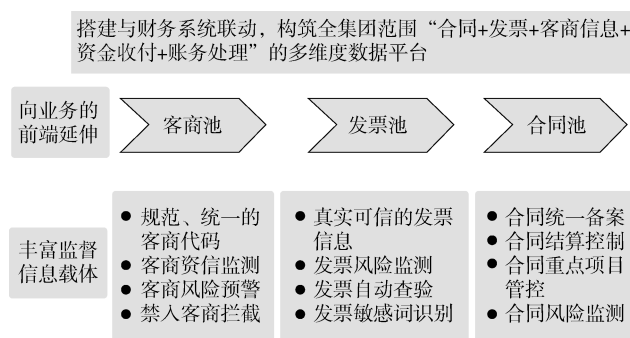 搭建与财务系统联动，构筑全集团范围“合同+发票+客商信息+
资金收付+账务处理”的多维度数据平台
向业务的
前端延伸
客商池
发票池
合同池
丰富监督
信息载体
● 规范、统一的
客商代码
● 客商资信监测
● 客商风险预警
● 禁入客商拦截
● 真实可信的发票
信息
● 发票风险监测
● 发票自动查验
● 发票敏感词识别
● 合同统一备案
● 合同结算控制
● 合同重点项目
管控
● 合同风险监测